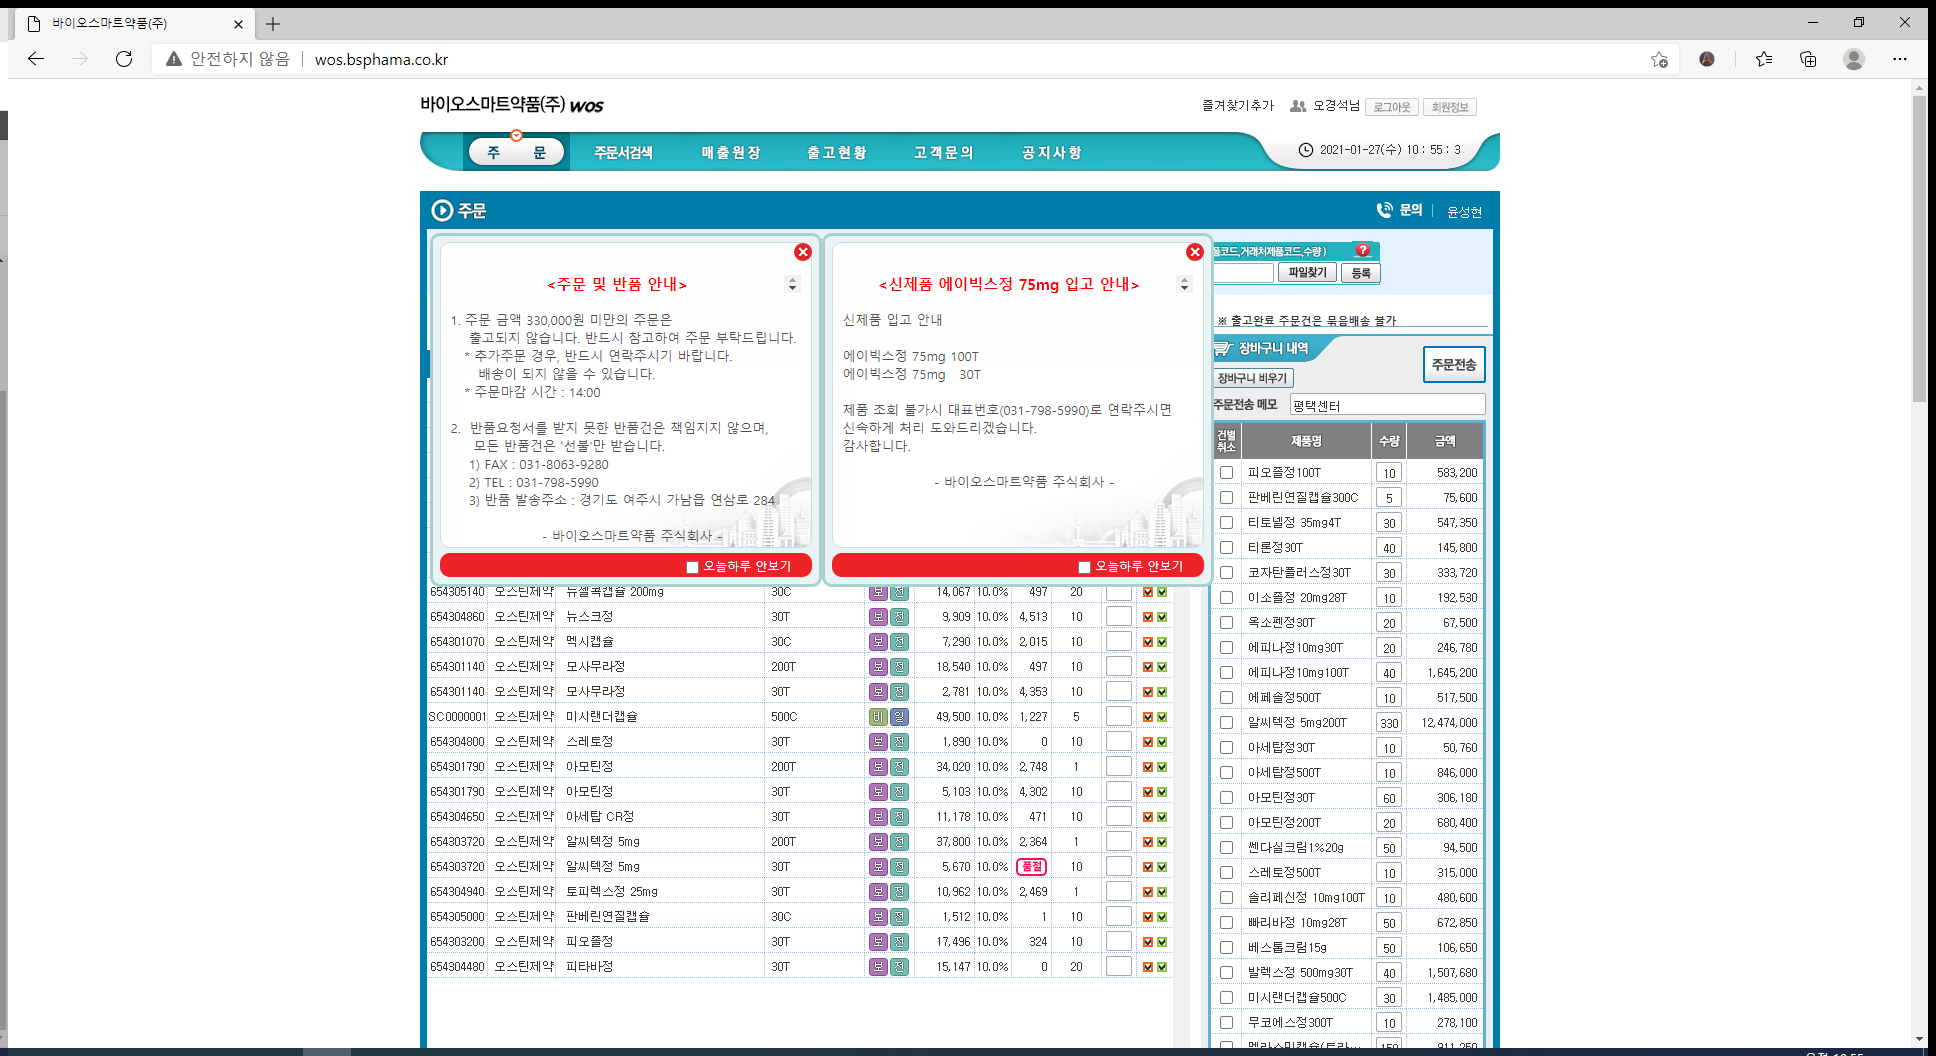 바이오스마트약품(주)
안전하지 않음 wos.bsphama.co.kr
바이오스마트약품(주) WOS
즐겨찾기추가 오경석님 로그아웃 회원정보
주 문 주문서검색 매출원장 출고현황 고객문의 공지사항 2021-01-27(수) 10 : 55 : 3
주문 문의 윤성현
<주문 및 반품 안내>
1. 주문 금액 330,000원 미만의 주문은
출고되지 않습니다. 반드시 참고하여 주문 부탁드립니다.
* 추가주문 경우, 반드시 연락주시기 바랍니다.
배송이 되지 않을 수 있습니다.
* 주문마감 시간 : 14:00
2. 반품요청서를 받지 못한 반품건은 책임지지 않으며,
모든 반품건은 '선불'만 받습니다.
1) FAX : 031-8063-9280
2) TEL : 031-798-5990
3) 반품 발송주소 : 경기도 여주시 가남읍 연삼로 284
- 바이오스마트약품 주식회사 -
오늘하루 안보기
<신제품 에이빅스정 75mg 입고 안내>
신제품 입고 안내
에이빅스정 75mg 100T
에이빅스정 75mg 30T
제품 조회 불가시 대표번호(031-798-5990)로 연락주시면
신속하게 처리 도와드리겠습니다.
감사합니다.
- 바이오스마트약품 주식회사 -
오늘하루 안보기
654305140 오스틴제약 뉴셀콕캡슐 200mg 30C 보 전 14,067 10.0% 497 20
654304860 오스틴제약 뉴스크정 30T 보 전 9,909 10.0% 4,513 10
654301070 오스틴제약 멕시캡슐 30C 보 전 7,290 10.0% 2,015 10
654301140 오스틴제약 모사무라정 200T 보 전 18,540 10.0% 497 10
654301140 오스틴제약 모사무라정 30T 보 전 2,781 10.0% 4,353 10
SC0000001 오스틴제약 미시랜더캡슐 500C 비 일 49,500 10.0% 1,227 5
654304800 오스틴제약 스레토정 30T 보 전 1,890 10.0% 0 10
654301790 오스틴제약 아모틴정 200T 보 전 34,020 10.0% 2,748 1
654301790 오스틴제약 아모틴정 30T 보 전 5,103 10.0% 4,302 10
654304650 오스틴제약 아세탑 CR정 30T 보 전 11,178 10.0% 471 10
654303720 오스틴제약 알씨텍정 5mg 200T 보 전 37,800 10.0% 2,364 1
654303720 오스틴제약 알씨텍정 5mg 30T 보 전 5,670 10.0% 품절 10
654304940 오스틴제약 토피렉스정 25mg 30T 보 전 10,962 10.0% 2,469 1
654305000 오스틴제약 판베린연질캡슐 30C 보 전 1,512 10.0% 1 10
654303200 오스틴제약 피오졸정 30T 보 전 17,496 10.0% 324 10
654304480 오스틴제약 피타바정 30T 보 전 15,147 10.0% 0 20
품코드,거래처제품코드,수량 )
파일찾기 등록
※ 출고완료 주문건은 묶음배송 불가
장바구니 내역 주문전송
장바구니 비우기
주문전송 메모 평택센터
건별취소 제품명 수량 금액
피오졸정100T 10 583,200
판베린연질캡슐300C 5 75,600
티토넬정 35mg4T 30 547,350
티론정30T 40 145,800
코자탄플러스정30T 30 333,720
이소졸정 20mg28T 10 192,530
옥소펜정30T 20 67,500
에피나정10mg30T 20 246,780
에피나정10mg100T 40 1,645,200
에페솔정500T 10 517,500
알씨텍정 5mg200T 330 12,474,000
아세탑정30T 10 50,760
아세탑정500T 10 846,000
아모틴정30T 60 306,180
아모틴정200T 20 680,400
쎈다실크림1%20g 50 94,500
스레토정500T 10 315,000
솔리페신정 10mg100T 10 480,600
빠리바정 10mg28T 50 672,850
베스톱크림15g 50 106,650
발렉스정 500mg30T 40 1,507,680
미시랜더캡슐500C 30 1,485,000
무코에스정300T 10 278,100